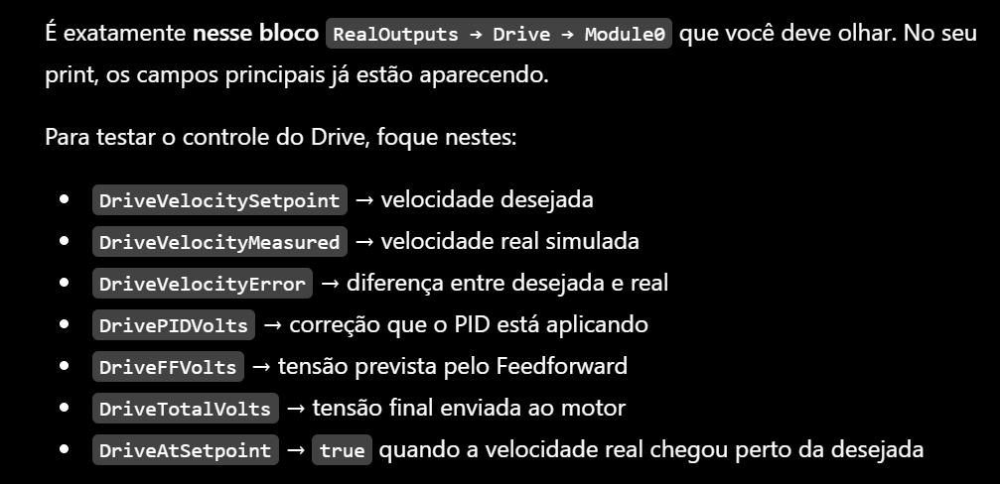 É exatamente nesse bloco RealOutputs → Drive → Module0 que você deve olhar. No seu
print, os campos principais já estão aparecendo.
Para testar o controle do Drive, foque nestes:
• DriveVelocitySetpoint → velocidade desejada
• DriveVelocityMeasured → velocidade real simulada
• DriveVelocityError → diferença entre desejada e real
• DrivePIDVolts → correção que o PID está aplicando
• DriveFFVolts → tensão prevista pelo Feedforward
• DriveTotalVolts → tensão final enviada ao motor
• DriveAtSetpoint → true quando a velocidade real chegou perto da desejada